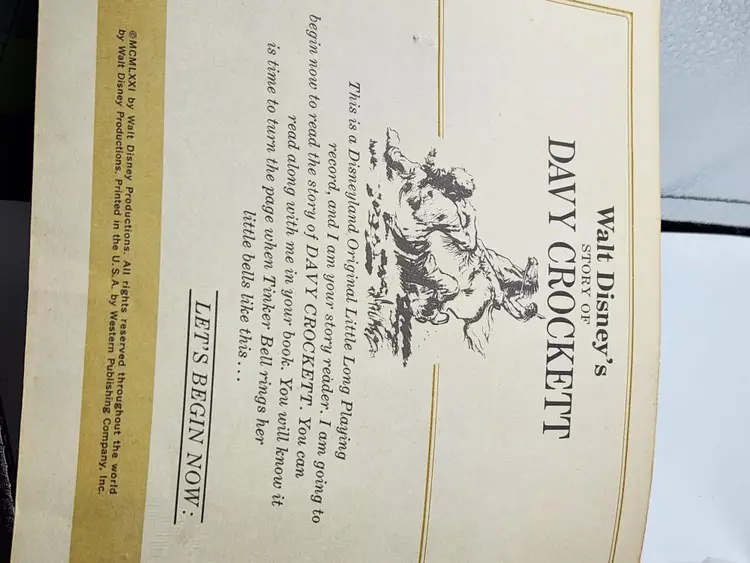 Walt Disney's
STORY OF
DAVY CROCKETT
This is a Disneyland Original Little Long Playing
record, and I am your story reader. I am going to
begin now to read the story of DAVY CROCKETT. You can
read along with me in your book. You will know it
is time to turn the page when Tinker Bell rings her
little bells like this...
LET'S BEGIN NOW:
©MCMLXXI by Walt Disney Productions. All rights reserved throughout the world
by Walt Disney Productions. Printed in the U.S.A. by Western Publishing Company, Inc.